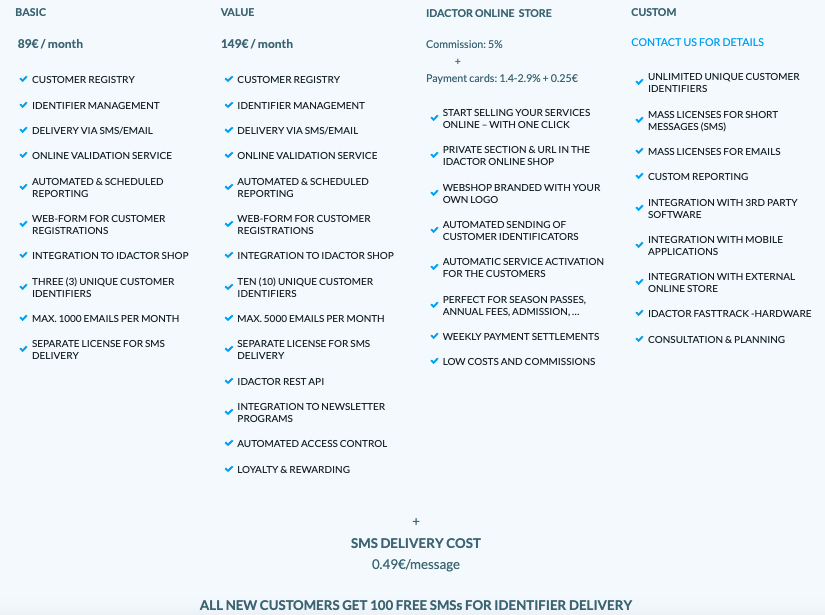 BASIC
89€ / month
CUSTOMER REGISTRY
IDENTIFIER MANAGEMENT
DELIVERY VIA SMS/EMAIL
ONLINE VALIDATION SERVICE
AUTOMATED & SCHEDULED
REPORTING
WEB-FORM FOR CUSTOMER
REGISTRATIONS
INTEGRATION TO IDACTOR SHOP
THREE (3) UNIQUE CUSTOMER
IDENTIFIERS
MAX. 1000 EMAILS PER MONTH
SEPARATE LICENSE FOR SMS
DELIVERY
VALUE
149€ / month
CUSTOMER REGISTRY
IDENTIFIER MANAGEMENT
DELIVERY VIA SMS/EMAIL
ONLINE VALIDATION SERVICE
AUTOMATED & SCHEDULED
REPORTING
WEB-FORM FOR CUSTOMER
REGISTRATIONS
INTEGRATION TO IDACTOR SHOP
TEN (10) UNIQUE CUSTOMER
IDENTIFIERS
MAX. 5000 EMAILS PER MONTH
SEPARATE LICENSE FOR SMS
DELIVERY
IDACTOR REST API
INTEGRATION TO NEWSLETTER
PROGRAMS
AUTOMATED ACCESS CONTROL
LOYALTY & REWARDING
IDACTOR ONLINE STORE
Commission: 5%
+
Payment cards: 1.4-2.9% + 0.25€
START SELLING YOUR SERVICES
ONLINE – WITH ONE CLICK
PRIVATE SECTION & URL IN THE
IDACTOR ONLINE SHOP
WEBSHOP BRANDED WITH YOUR
OWN LOGO
AUTOMATED SENDING OF
CUSTOMER IDENTIFICATORS
AUTOMATIC SERVICE ACTIVATION
FOR THE CUSTOMERS
PERFECT FOR SEASON PASSES,
ANNUAL FEES, ADMISSION, ...
WEEKLY PAYMENT SETTLEMENTS
LOW COSTS AND COMMISSIONS
CUSTOM
CONTACT US FOR DETAILS
UNLIMITED UNIQUE CUSTOMER
IDENTIFIERS
MASS LICENSES FOR SHORT
MESSAGES (SMS)
MASS LICENSES FOR EMAILS
CUSTOM REPORTING
INTEGRATION WITH 3RD PARTY
SOFTWARE
INTEGRATION WITH MOBILE
APPLICATIONS
INTEGRATION WITH EXTERNAL
ONLINE STORE
IDACTOR FASTTRACK -HARDWARE
CONSULTATION & PLANNING
+
SMS DELIVERY COST
0.49€/message
ALL NEW CUSTOMERS GET 100 FREE SMSs FOR IDENTIFIER DELIVERY